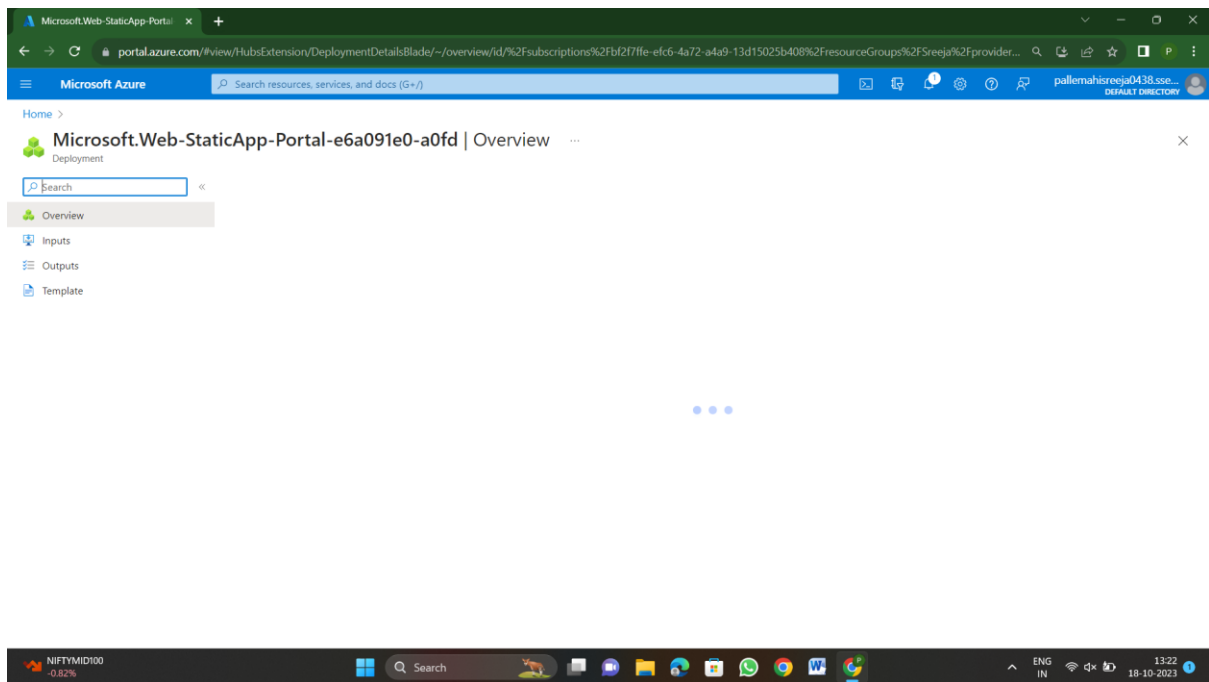 Microsoft.Web-StaticApp-Portal
portal.azure.com/#view/HubsExtension/DeploymentDetailsBlade/~/overview/id/%2Fsubscriptions%2Fbf2f7ffe-efc6-4a72-a4a9-13d15025b408%2FresourceGroups%2FSreeja%2Fprovider...
P
Microsoft Azure
Search resources, services, and docs (G+/)
1
pallemahisreeja0438.sse...
DEFAULT DIRECTORY
Home >
Microsoft.Web-StaticApp-Portal-e6a091e0-a0fd | Overview ...
Deployment
Search
Overview
Inputs
Outputs
Template
NIFTYMID100
-0.82%
Search
ENG
IN
13:22
18-10-2023
1